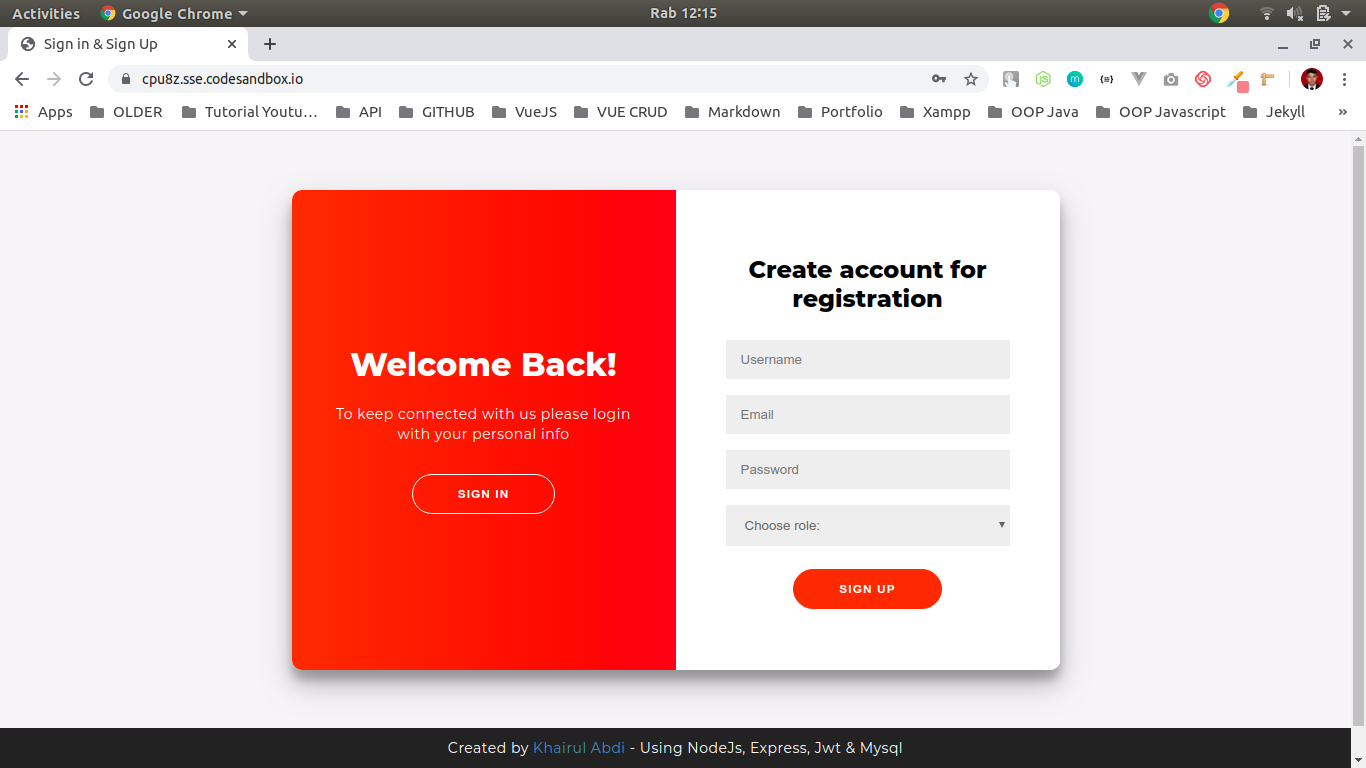 Activities Google Chrome Rab 12:15
Sign in & Sign Up
cpu8z.sse.codesandbox.io
Apps OLDER Tutorial Youtu… API GITHUB VueJS VUE CRUD Markdown Portfolio Xampp OOP Java OOP Javascript Jekyll »
Welcome Back!
To keep connected with us please login
with your personal info
SIGN IN
Create account for
registration
Username
Email
Password
Choose role:
SIGN UP
Created by Khairul Abdi - Using NodeJs, Express, Jwt & Mysql